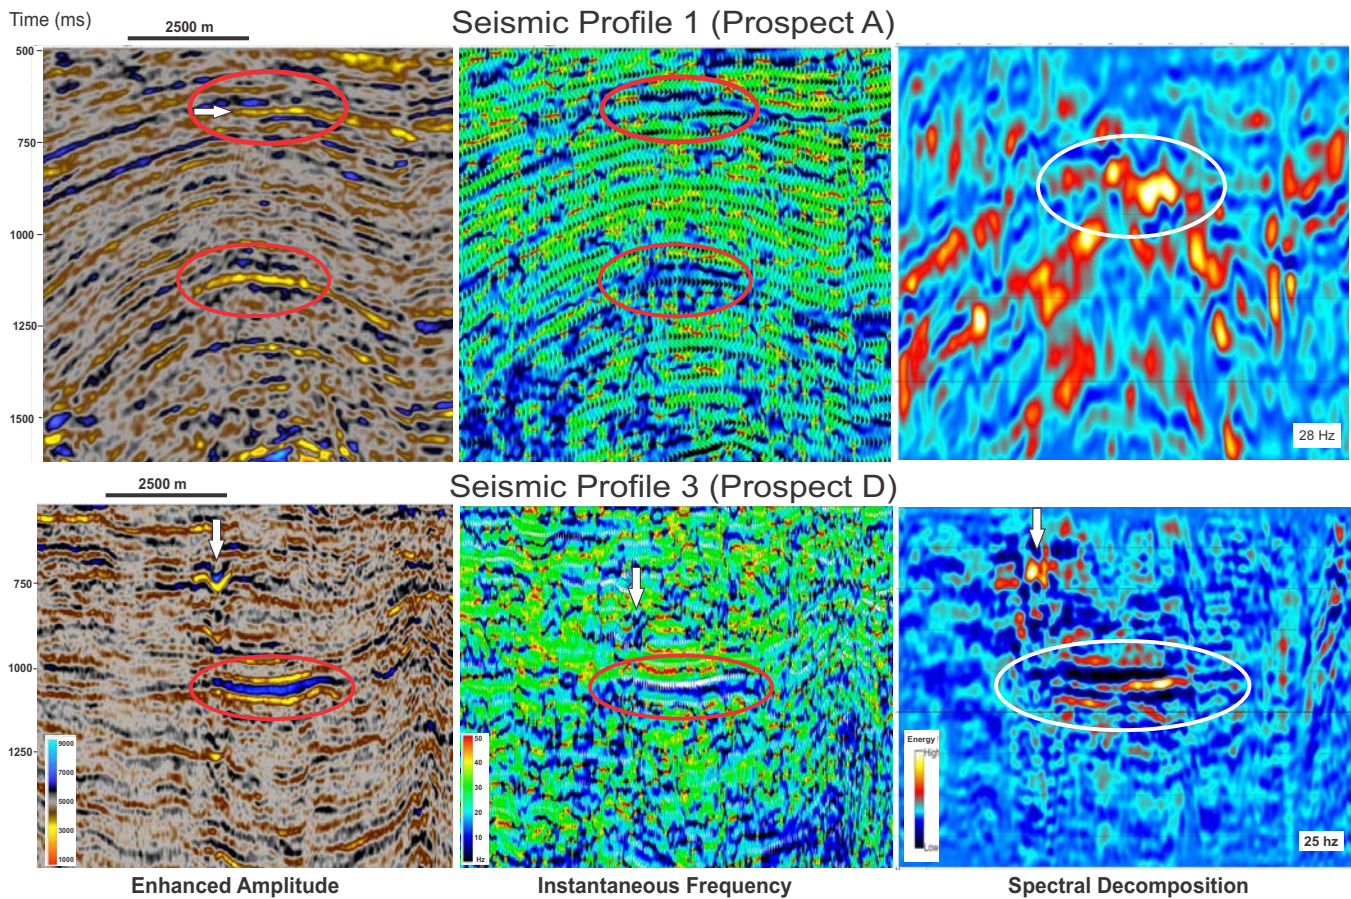 Time (ms)
2500 m
Seismic Profile 1 (Prospect A)
500
750
1000
1250
1500
28 Hz
2500 m
Seismic Profile 3 (Prospect D)
750
1000
1250
9000
7000
5000
3000
1000
50
40
30
20
10
Hz
Energy
High
Low
25 hz
Enhanced Amplitude
Instantaneous Frequency
Spectral Decomposition